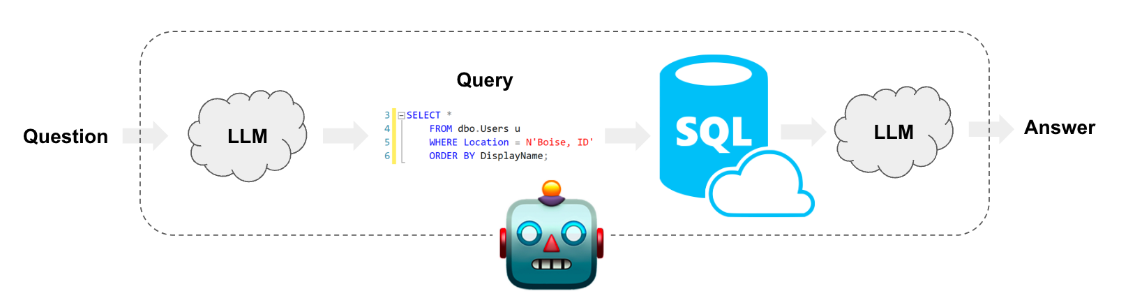 Question
LLM
Query
3 SELECT *
4 FROM dbo.Users u
5 WHERE Location = N'Boise, ID'
6 ORDER BY DisplayName;
SQL
LLM
Answer